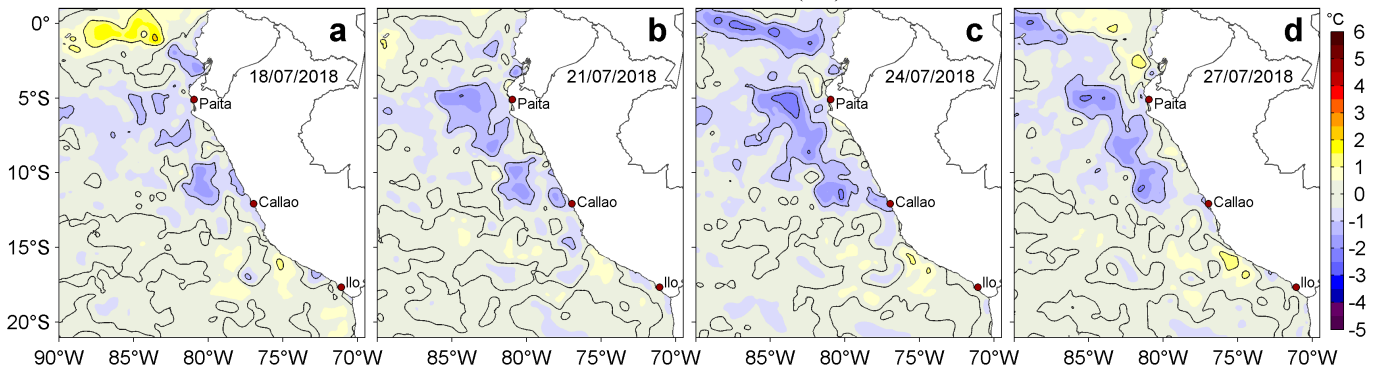 a
b
c
d
°C
0°
5°S
10°S
15°S
20°S
18/07/2018
21/07/2018
24/07/2018
27/07/2018
Paita
Paita
Paita
Paita
Callao
Callao
Callao
Callao
Ilo
Ilo
Ilo
Ilo
90°W 85°W 80°W 75°W 70°W
85°W 80°W 75°W 70°W
85°W 80°W 75°W 70°W
85°W 80°W 75°W 70°W
6
5
4
3
2
1
0
-1
-2
-3
-4
-5